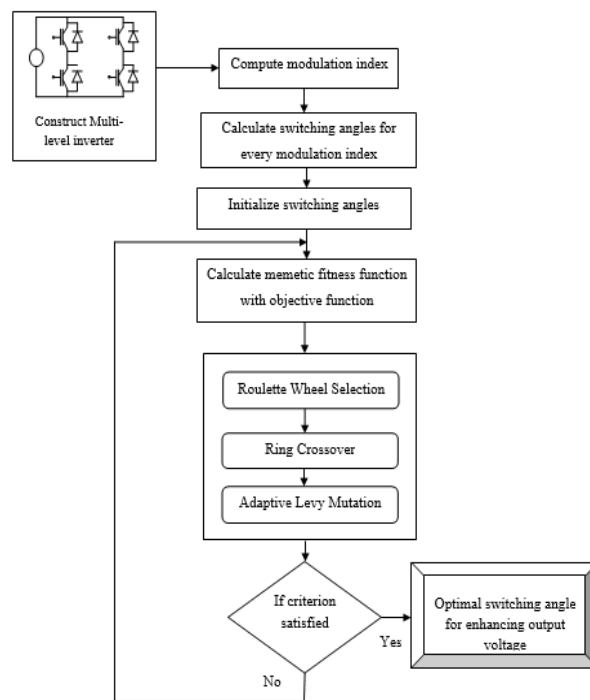 Construct Multi-
level inverter
Compute modulation index
Calculate switching angles for
every modulation index
Initialize switching angles
Calculate memetic fitness function
with objective function
Roulette Wheel Selection
Ring Crossover
Adaptive Levy Mutation
If criterion
satisfied
Yes
No
Optimal switching angle
for enhancing output
voltage